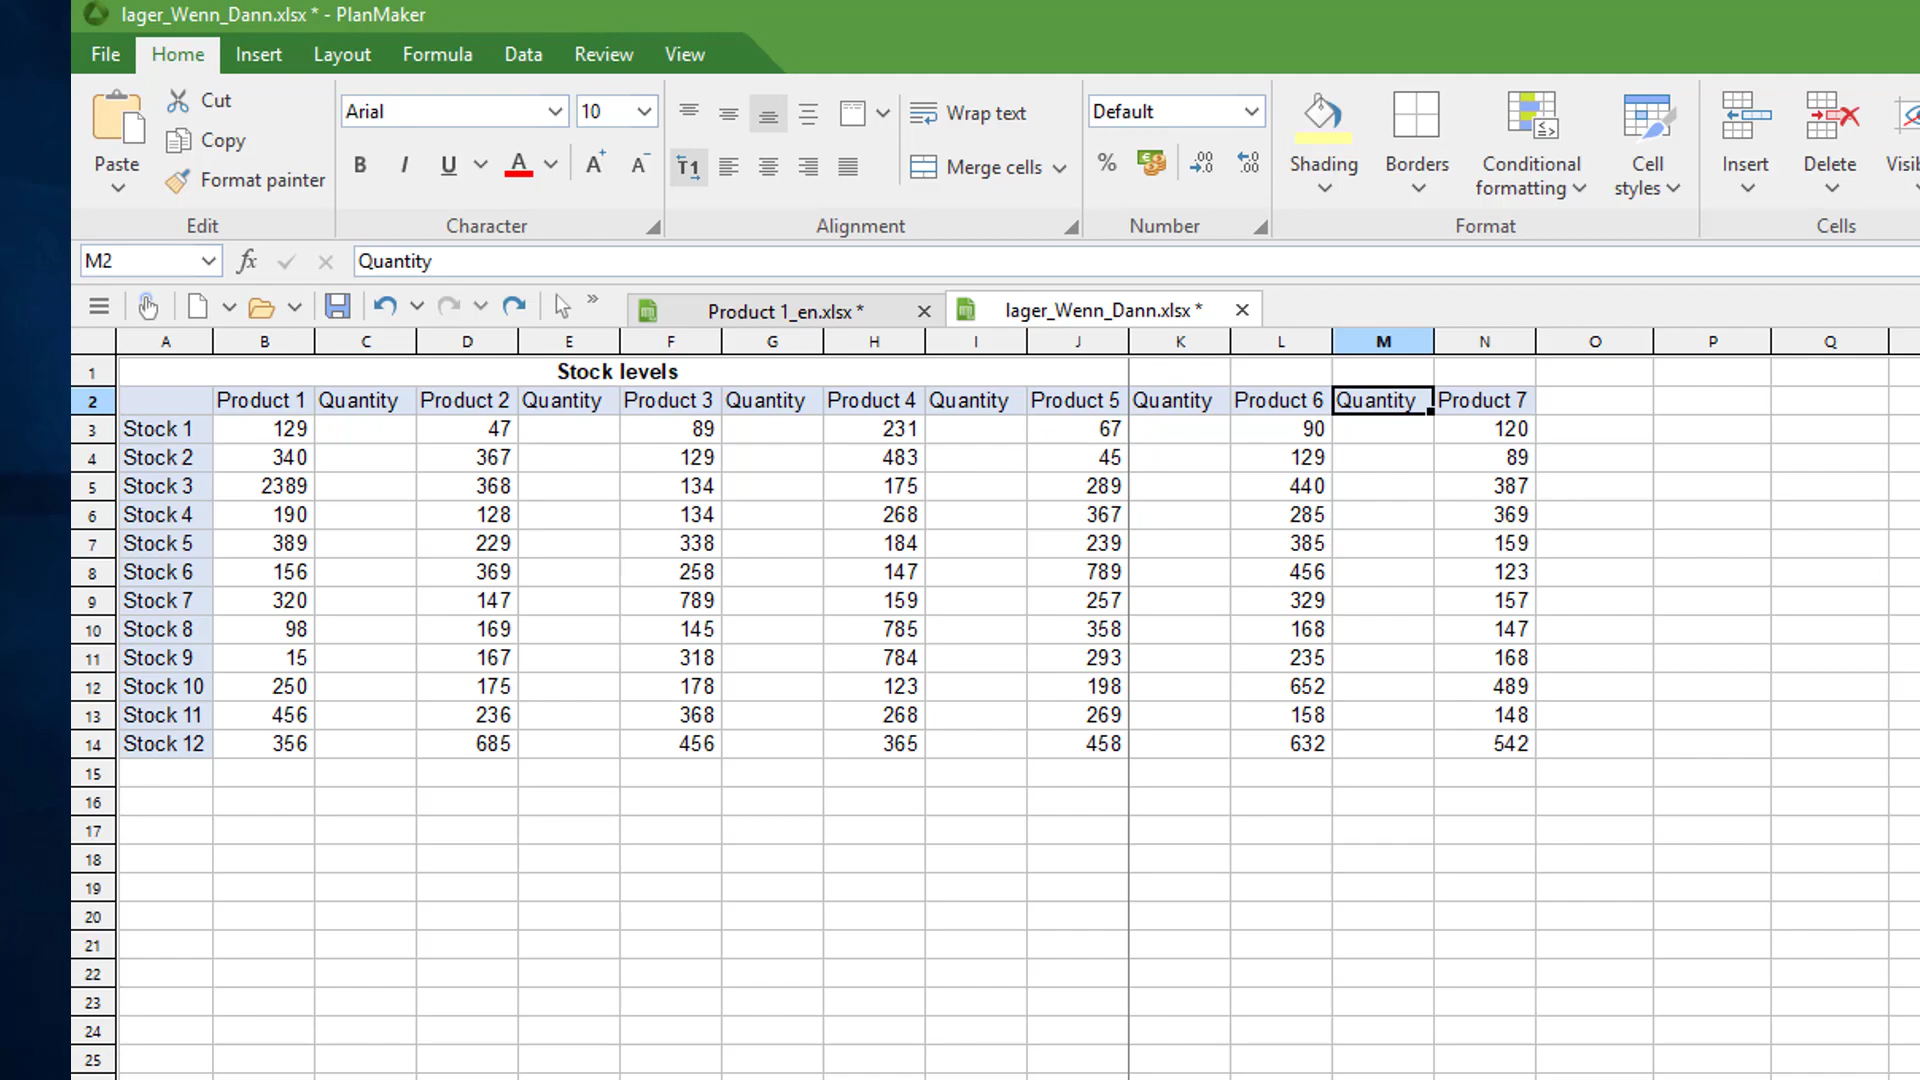 lager_Wenn_Dann.xlsx * - PlanMaker
File Home Insert Layout Formula Data Review View
Paste Cut Copy Format painter
Arial 10
B I U A A+ A-
Wrap text Merge cells
Default
% 
Shading Borders Conditional formatting Cell styles Insert Delete
Edit Character Alignment Number Format Cells
M2 fx Quantity
Product 1_en.xlsx * lager_Wenn_Dann.xlsx *
A B C D E F G H I J K L M N O P Q
1 Stock levels
2 Product 1 Quantity Product 2 Quantity Product 3 Quantity Product 4 Quantity Product 5 Quantity Product 6 Quantity Product 7
3 Stock 1 129 47 89 231 67 90 120
4 Stock 2 340 367 129 483 45 129 89
5 Stock 3 2389 368 134 175 289 440 387
6 Stock 4 190 128 134 268 367 285 369
7 Stock 5 389 229 338 184 239 385 159
8 Stock 6 156 369 258 147 789 456 123
9 Stock 7 320 147 789 159 257 329 157
10 Stock 8 98 169 145 785 358 168 147
11 Stock 9 15 167 318 784 293 235 168
12 Stock 10 250 175 178 123 198 652 489
13 Stock 11 456 236 368 268 269 158 148
14 Stock 12 356 685 456 365 458 632 542
15
16
17
18
19
20
21
22
23
24
25